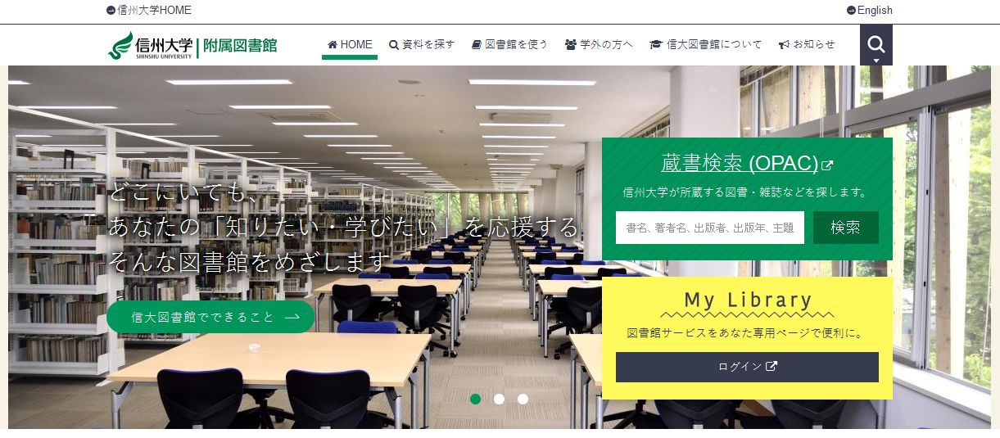 信州大学HOME
English
信州大学
SHINSHU UNIVERSITY
附属図書館
HOME
資料を探す
図書館を使う
学外の方へ
信大図書館について
お知らせ
どこにいても、
あなたの「知りたい・学びたい」を応援する
そんな図書館をめざします
信大図書館でできること
蔵書検索 (OPAC)
信州大学が所蔵する図書・雑誌などを探します。
書名、著者名、出版者、出版年、主題
検索
My Library
図書館サービスをあなた専用ページで便利に。
ログイン